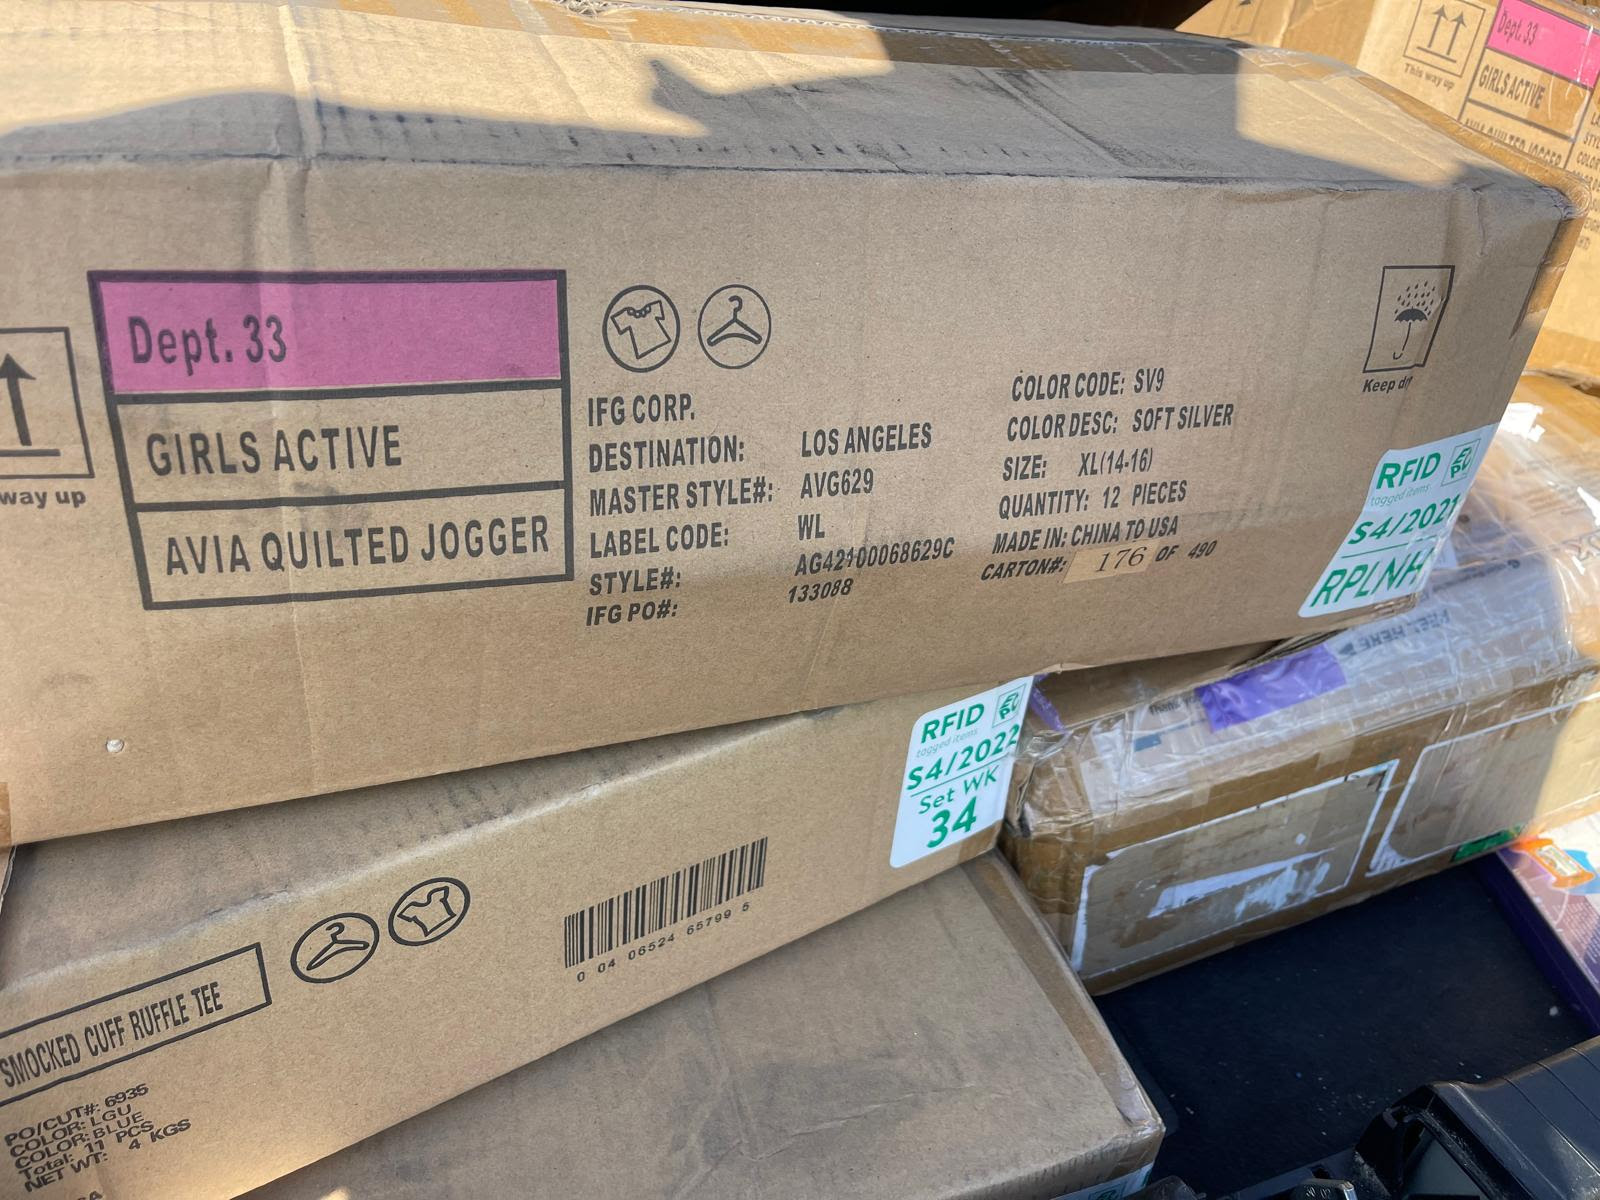 Dept. 33
This way up
GIRLS ACTIVE
AVIA QUILTED JOGGER
Dept. 33
GIRLS ACTIVE
AVIA QUILTED JOGGER
way up
IFG CORP.
DESTINATION: LOS ANGELES
MASTER STYLE#: AVG629
LABEL CODE: WL
STYLE#: AG42100068629C
IFG PO#: 133088
COLOR CODE: SV9
COLOR DESC: SOFT SILVER
SIZE: XL(14-16)
QUANTITY: 12 PIECES
MADE IN: CHINA TO USA
CARTON#: 176 OF 490
Keep dry
RFID
tagged items
S4/2021
RPLNH
RFID
tagged items
S4/2022
Set WK
34
0 04 06524 65799 5
SMOCKED CUFF RUFFLE TEE
PO/CUT#: 6935
COLOR: LGU
COLOR: BLUE
Total: 11 PCS
NET WT: 4 KGS